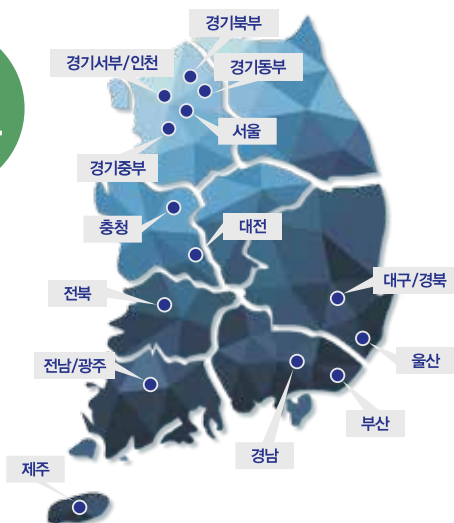 경기북부
경기서부/인천
경기동부
서울
경기중부
충청
대전
대구/경북
전북
울산
전남/광주
부산
경남
제주